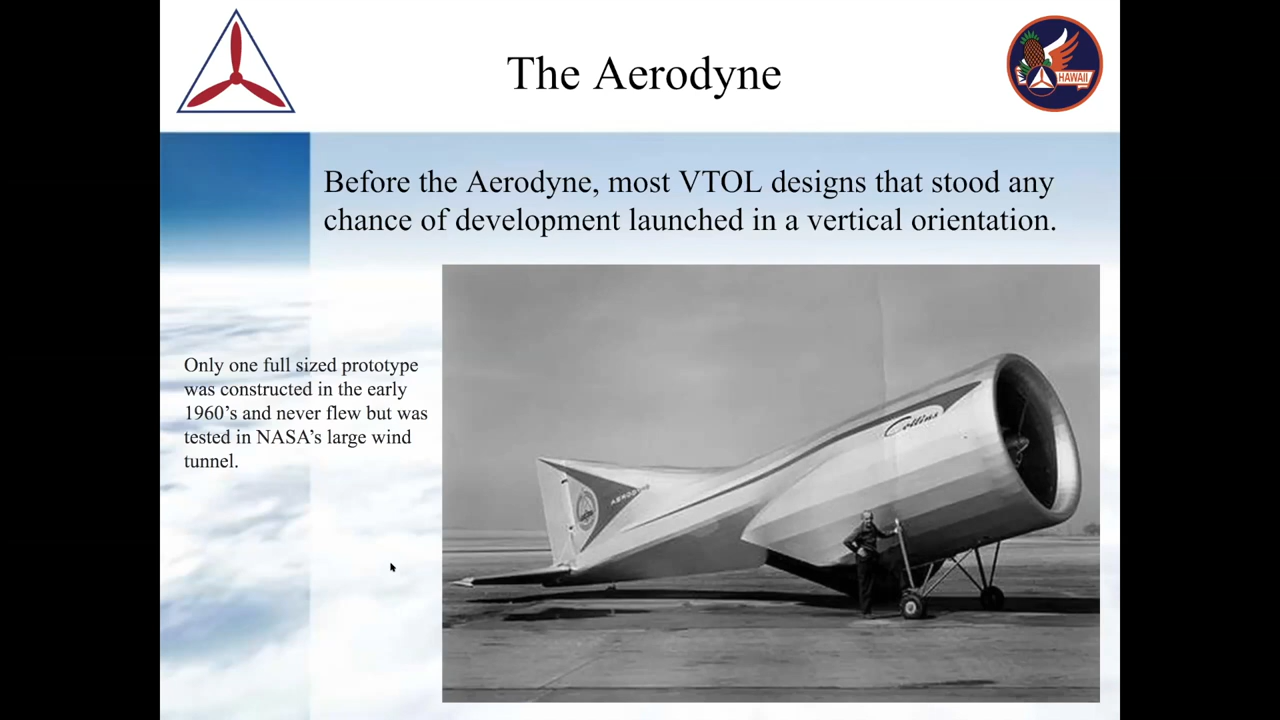 The Aerodyne
HAWAII
Before the Aerodyne, most VTOL designs that stood any
chance of development launched in a vertical orientation.
Only one full sized prototype
was constructed in the early
1960’s and never flew but was
tested in NASA’s large wind
tunnel.
Collins
AERODYNE